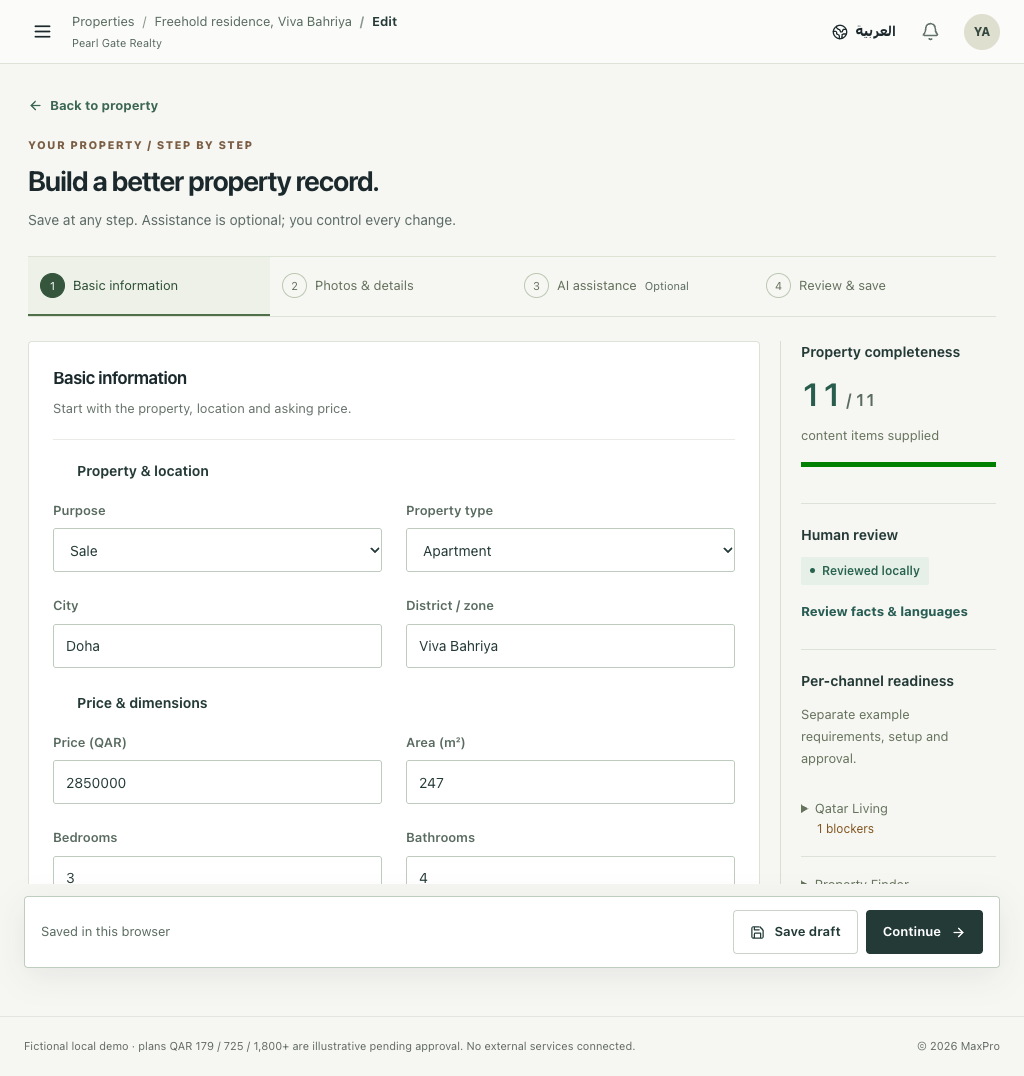 Properties / Freehold residence, Viva Bahriya / Edit
Pearl Gate Realty
العربية
YA
Back to property
YOUR PROPERTY / STEP BY STEP
Build a better property record.
Save at any step. Assistance is optional; you control every change.
1 Basic information
2 Photos & details
3 AI assistance Optional
4 Review & save
Basic information
Start with the property, location and asking price.
Property & location
Purpose
Property type
Sale
Apartment
City
District / zone
Doha
Viva Bahriya
Price & dimensions
Price (QAR)
Area (m²)
2850000
247
Bedrooms
Bathrooms
3
4
Property completeness
11 / 11
content items supplied
Human review
Reviewed locally
Review facts & languages
Per-channel readiness
Separate example
requirements, setup and
approval.
Qatar Living
1 blockers
Property Finder
Saved in this browser
Save draft
Continue
Fictional local demo · plans QAR 179 / 725 / 1,800+ are illustrative pending approval. No external services connected.
© 2026 MaxPro